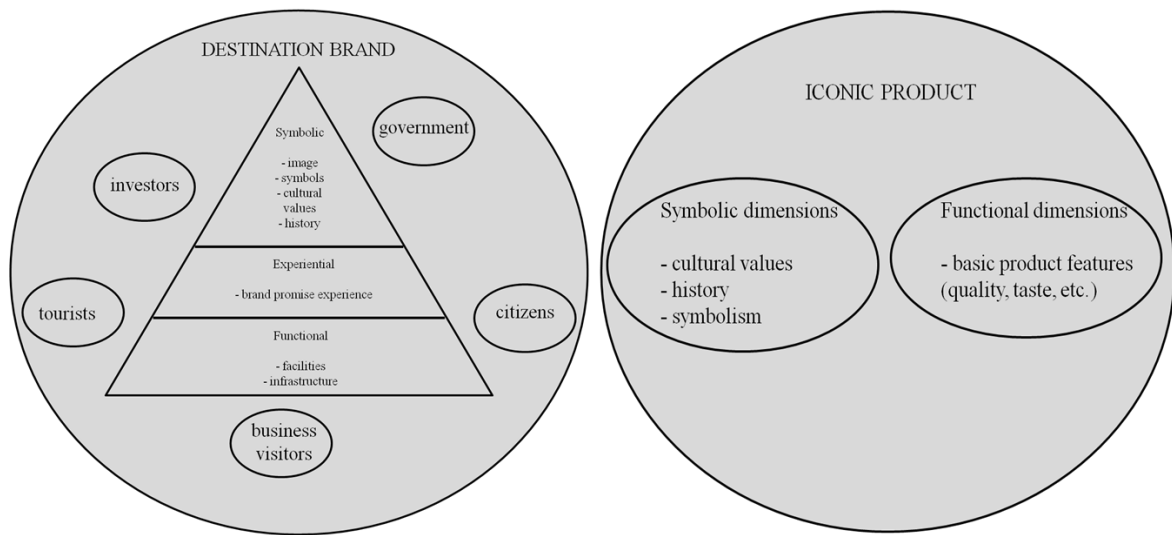 DESTINATION BRAND
government
investors
Symbolic
- image
- symbols
- cultural
values
- history
Experiential
- brand promise experience
tourists
citizens
Functional
- facilities
- infrastructure
business
visitors
ICONIC PRODUCT
Symbolic dimensions
- cultural values
- history
- symbolism
Functional dimensions
- basic product features
(quality, taste, etc.)